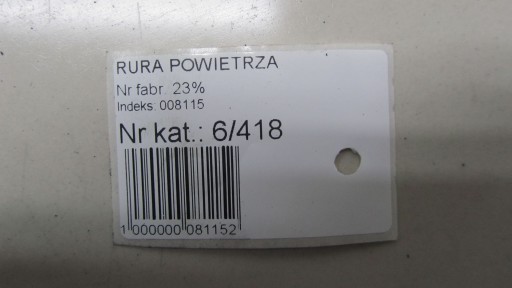 RURA POWIETRZA
Nr fabr. 23%
Indeks: 008115
Nr kat.: 6/418
1 000000 081152